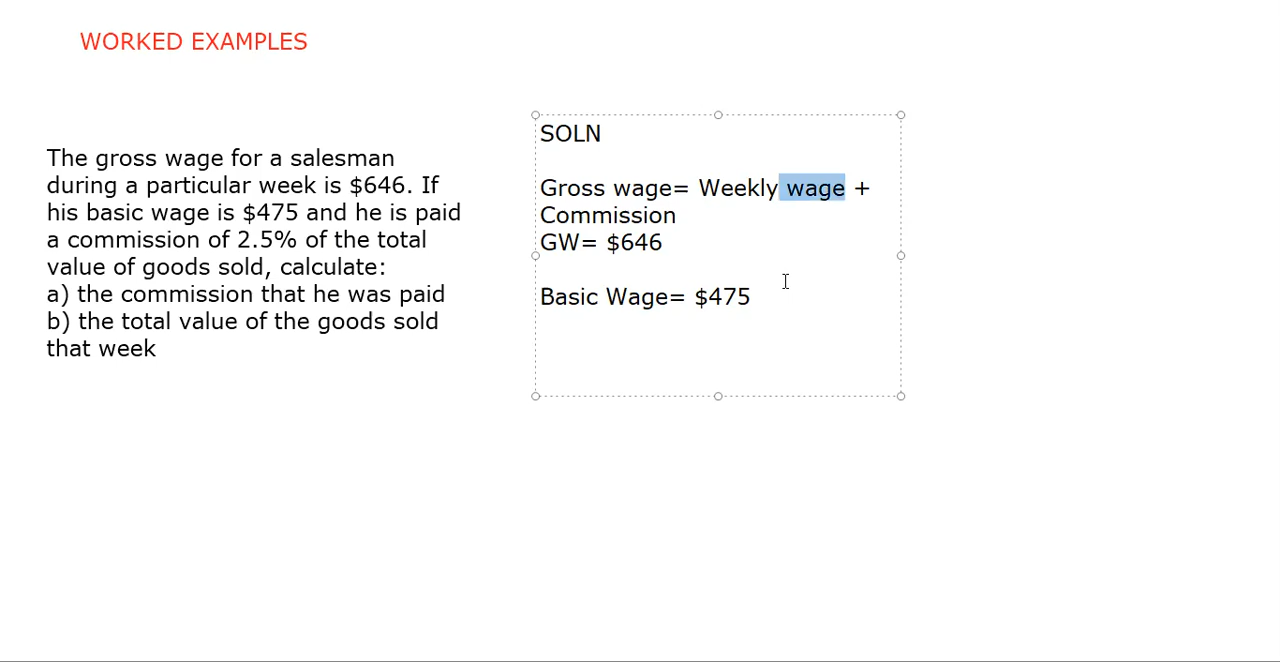 WORKED EXAMPLES
The gross wage for a salesman
during a particular week is $646. If
his basic wage is $475 and he is paid
a commission of 2.5% of the total
value of goods sold, calculate:
a) the commission that he was paid
b) the total value of the goods sold
that week
SOLN
Gross wage= Weekly wage +
Commission
GW= $646
Basic Wage= $475